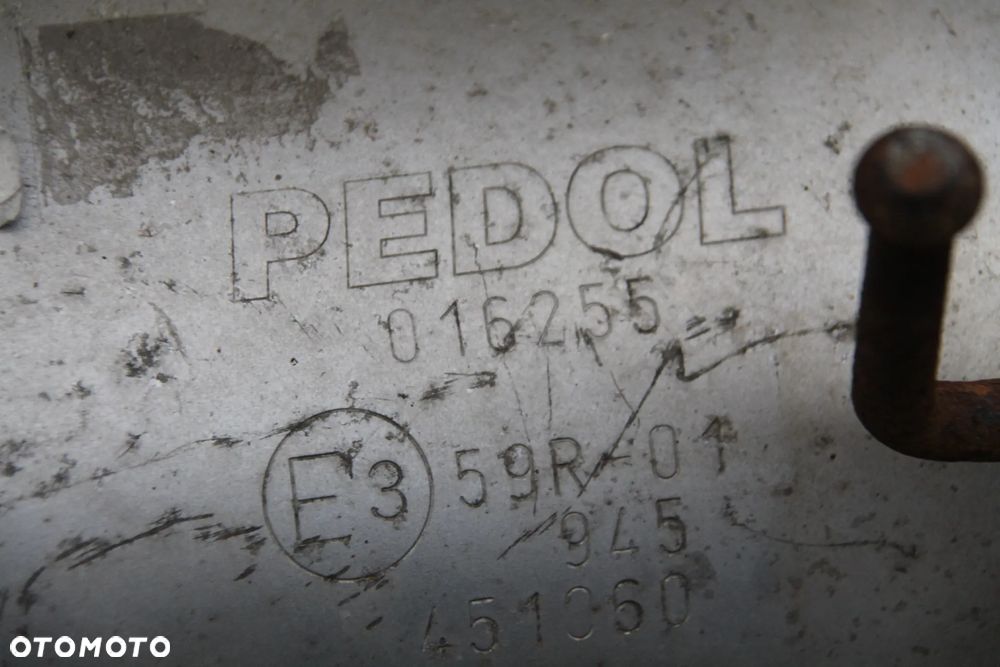 PEDOL
016255
E3 59R-01
945
451060
OTOMOTO